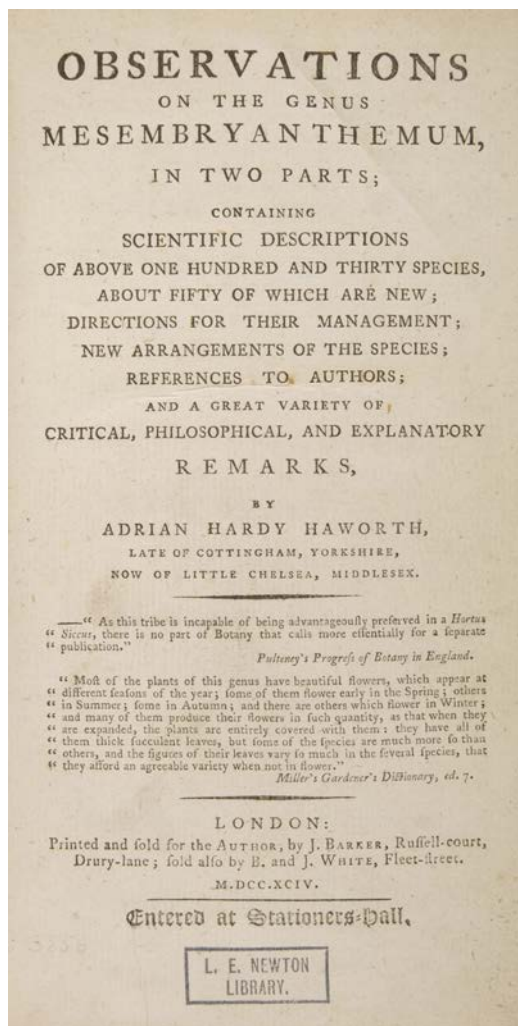 OBSERVATIONS
ON THE GENUS
MESEMBRYANTHEMUM,
IN TWO PARTS;
CONTAINING
SCIENTIFIC DESCRIPTIONS
OF ABOVE ONE HUNDRED AND THIRTY SPECIES,
ABOUT FIFTY OF WHICH ARE NEW;
DIRECTIONS FOR THEIR MANAGEMENT;
NEW ARRANGEMENTS OF THE SPECIES;
REFERENCES TO AUTHORS;
AND A GREAT VARIETY OF
CRITICAL, PHILOSOPHICAL, AND EXPLANATORY
REMARKS,
BY
ADRIAN HARDY HAWORTH,
LATE OF COTTINGHAM, YORKSHIRE,
NOW OF LITTLE CHELSEA, MIDDLESEX.
——“ As this tribe is incapable of being advantageouſly preſerved in a Hortus
“ Siccus, there is no part of Botany that calls more eſſentially for a ſeparate
“ publication.”
Pulteney's Progreſs of Botany in England.
“ Moſt of the plants of this genus have beautiful flowers, which appear at
“ different ſeaſons of the year; ſome of them flower early in the Spring; others
“ in Summer; ſome in Autumn; and there are others which flower in Winter;
“ and many of them produce their flowers in ſuch quantity, as that when they
“ are expanded, the plants are entirely covered with them: they have all of
“ them thick ſucculent leaves, but ſome of the ſpecies are much more ſo than
“ others, and the figures of their leaves vary ſo much in the ſeveral ſpecies, that
“ they afford an agreeable variety when not in flower.”
Miller's Gardener's Dictionary, ed. 7.
LONDON:
Printed and ſold for the AUTHOR, by J. BARKER, Ruſſell-court,
Drury-lane; ſold alſo by B. and J. WHITE, Fleet-ſtreet.
M.DCC.XCIV.
Entered at Stationers-Hall.
L. E. NEWTON
LIBRARY.